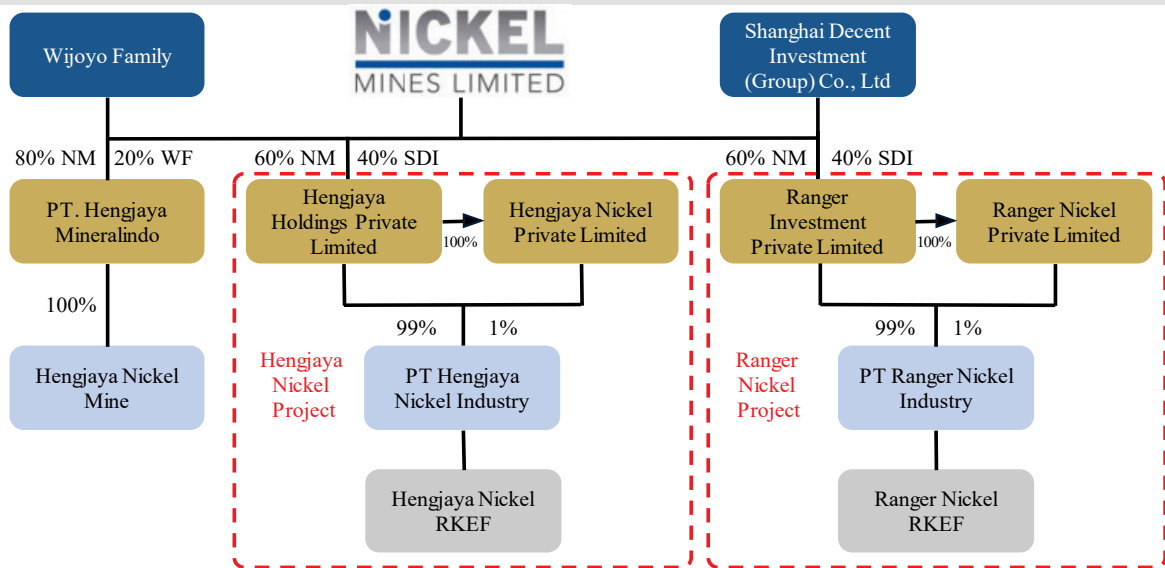 Wijoyo Family
NiCKEL
MINES LIMITED
Shanghai Decent
Investment
(Group) Co., Ltd
80% NM
20% WF
60% NM
40% SDI
60% NM
40% SDI
PT. Hengjaya
Mineralindo
Hengjaya
Holdings Private
Limited
100%
Hengjaya Nickel
Private Limited
Ranger
Investment
Private Limited
100%
Ranger Nickel
Private Limited
100%
99%
1%
99%
1%
Hengjaya Nickel
Mine
Hengjaya
Nickel
Project
PT Hengjaya
Nickel Industry
Ranger
Nickel
Project
PT Ranger Nickel
Industry
Hengjaya Nickel
RKEF
Ranger Nickel
RKEF